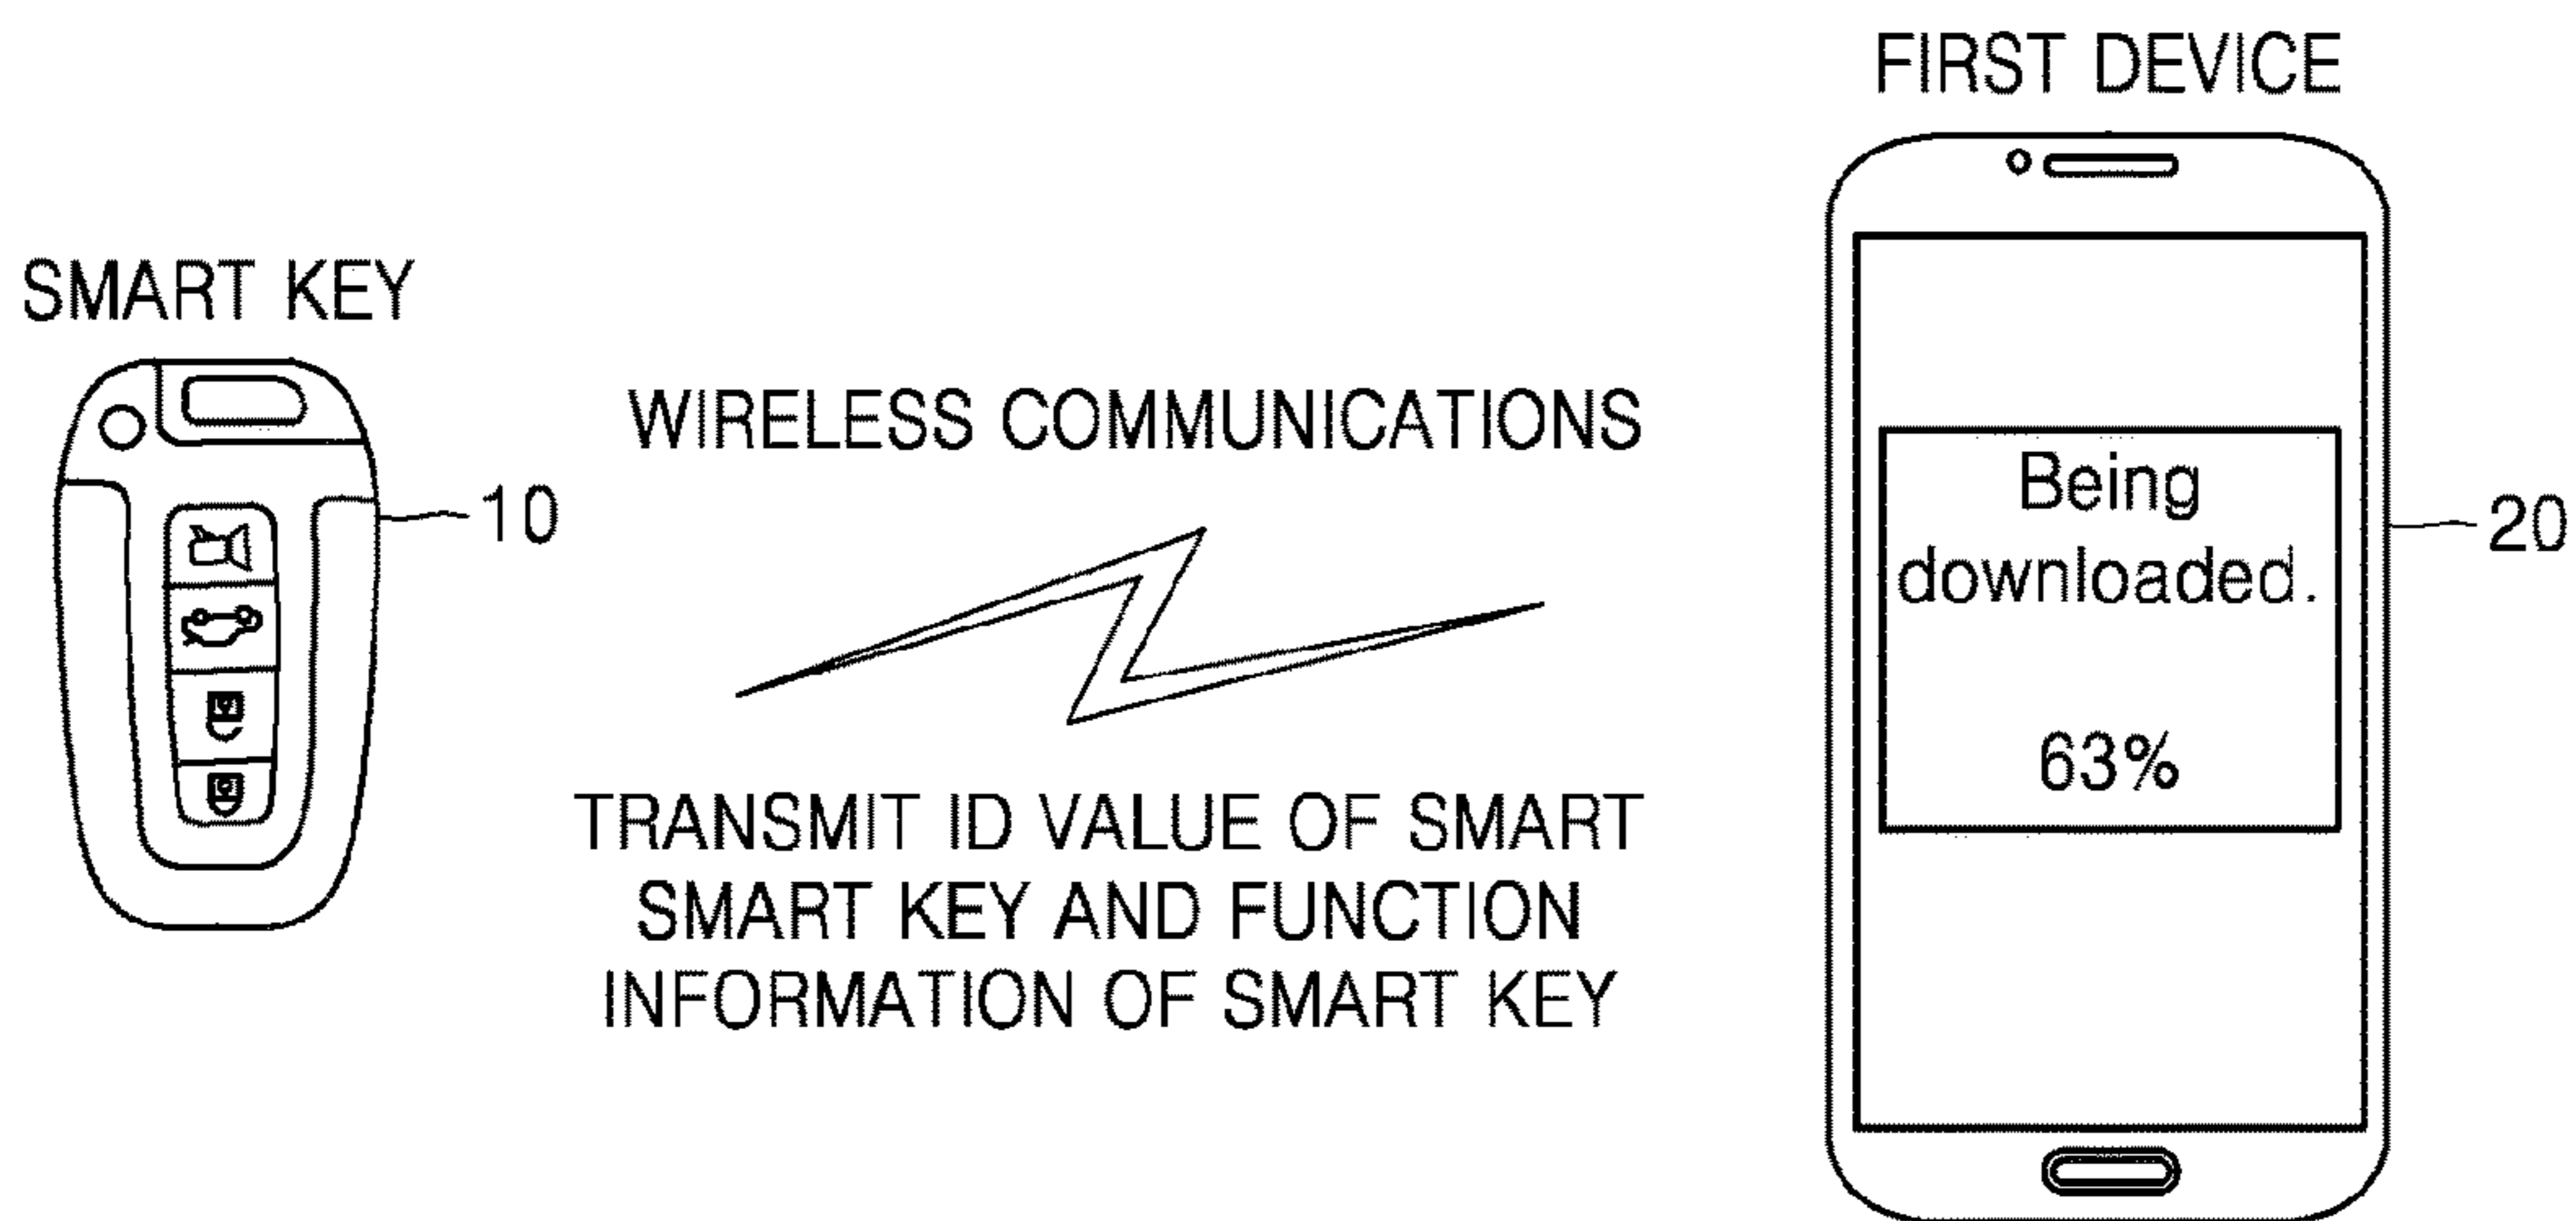 FIRST DEVICE
SMART KEY
WIRELESS COMMUNICATIONS
10
20
Being
downloaded.
63%
TRANSMIT ID VALUE OF SMART
SMART KEY AND FUNCTION
INFORMATION OF SMART KEY